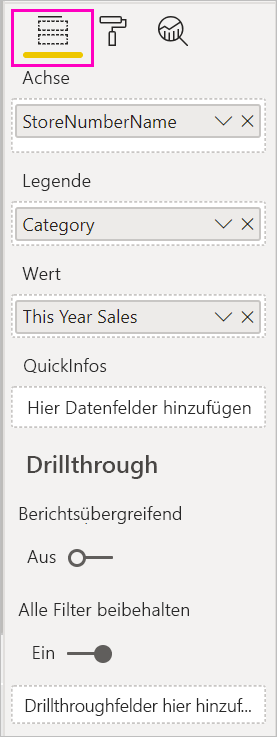 Achse
StoreNumberName
Legende
Category
Wert
This Year Sales
QuickInfos
Hier Datenfelder hinzufügen
Drillthrough
Berichtsübergreifend
Aus
Alle Filter beibehalten
Ein
Drillthroughfelder hier hinzuf...